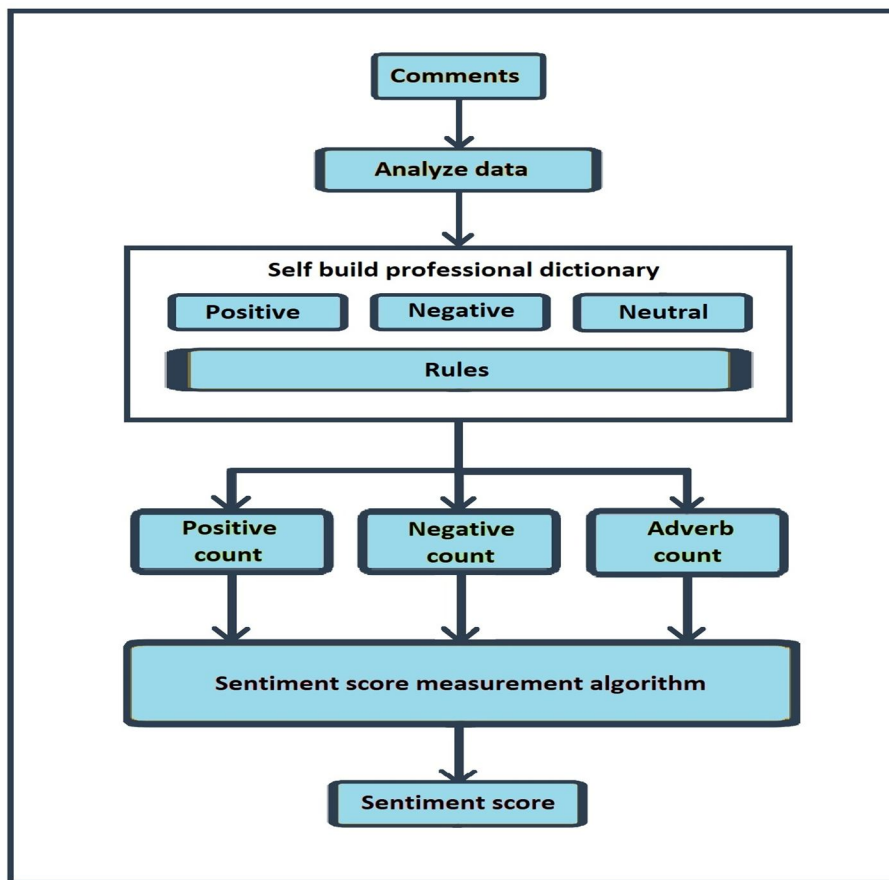 Comments
Analyze data
Self build professional dictionary
Positive
Negative
Neutral
Rules
Positive
count
Negative
count
Adverb
count
Sentiment score measurement algorithm
Sentiment score